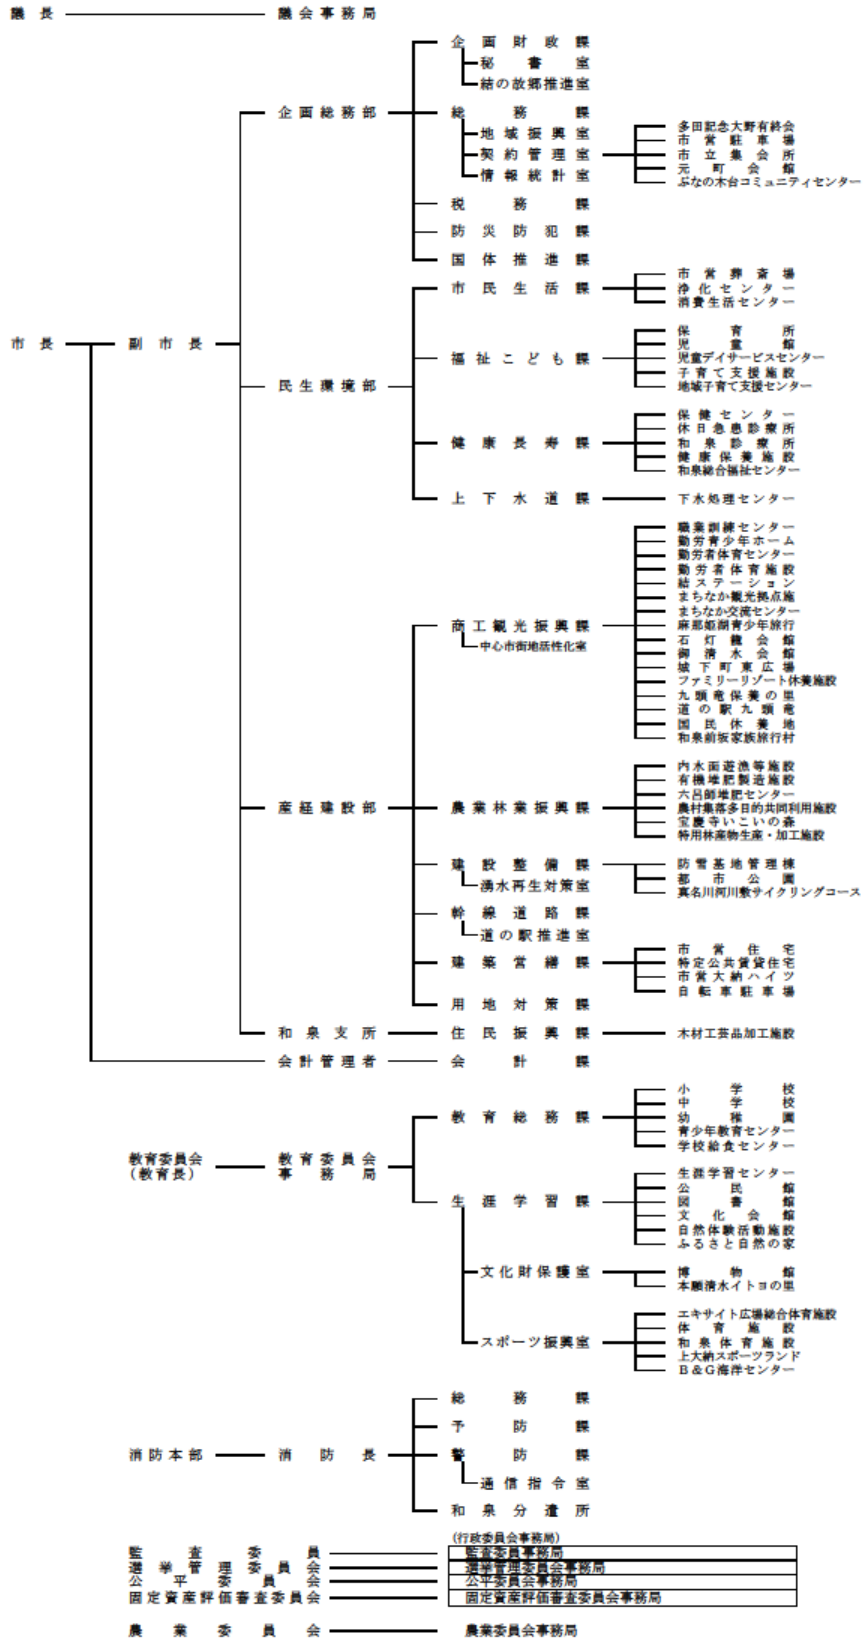 議長 議会事務局
企画財政課
秘書室
結の故郷推進室
企画総務部 総務課
地域振興室
契約管理室
情報統計室
多田記念大野有終会
市営駐車場
市立集会所
元町会館
ぶなの木台コミュニティセンター
税務課
防災防犯課
国体推進課
市民生活課
市営葬斎場
浄化センター
消費生活センター
市長 副市長
福祉こども課
保育所
児童館
児童デイサービスセンター
子育て支援施設
地域子育て支援センター
民生環境部
健康長寿課
保健センター
休日急患診療所
和泉診療所
健康保養施設
和泉総合福祉センター
上下水道課 下水処理センター
商工観光振興課
中心市街地活性化室
職業訓練センター
勤労青少年ホーム
勤労者体育センター
勤労者体育施設
結ステーション
まちなか観光拠点施
まちなか交流センター
麻那姫湖青少年旅行
石灯籠会館
御清水会館
城下町東広場
ファミリーリゾート休養施設
九頭竜保養の里
道の駅九頭竜
国民休養地
和泉前坂家族旅行村
産経建設部 農業林業振興課
内水面遊漁等施設
有機堆肥製造施設
六呂師堆肥センター
農村集落多目的共同利用施設
宝慶寺いこいの森
特用林産物生産・加工施設
建設整備課
湧水再生対策室
防雪基地管理棟
都市公園
真名川河川敷サイクリングコース
幹線道路課
道の駅推進室
建築営繕課
市営住宅
特定公共賃貸住宅
市営大納ハイツ
自転車駐車場
用地対策課
和泉支所 住民振興課 木材工芸品加工施設
会計管理者 会計課
教育総務課
小学校
中学校
幼稚園
青少年教育センター
学校給食センター
教育委員会 教育委員会
（教育長） 事務局
生涯学習課
生涯学習センター
公民館
図書館
文化会館
自然体験活動施設
ふるさと自然の家
文化財保護室
博物館
本願清水イトヨの里
スポーツ振興室
エキサイト広場総合体育施設
体育施設
和泉体育施設
上大納スポーツランド
Ｂ＆Ｇ海洋センター
総務課
予防課
消防本部 消防長 警防課
通信指令室
和泉分遣所
(行政委員会事務局)
監査委員 監査委員事務局
選挙管理委員会 選挙管理委員会事務局
公平委員会 公平委員会事務局
固定資産評価審査委員会 固定資産評価審査委員会事務局
農業委員会 農業委員会事務局